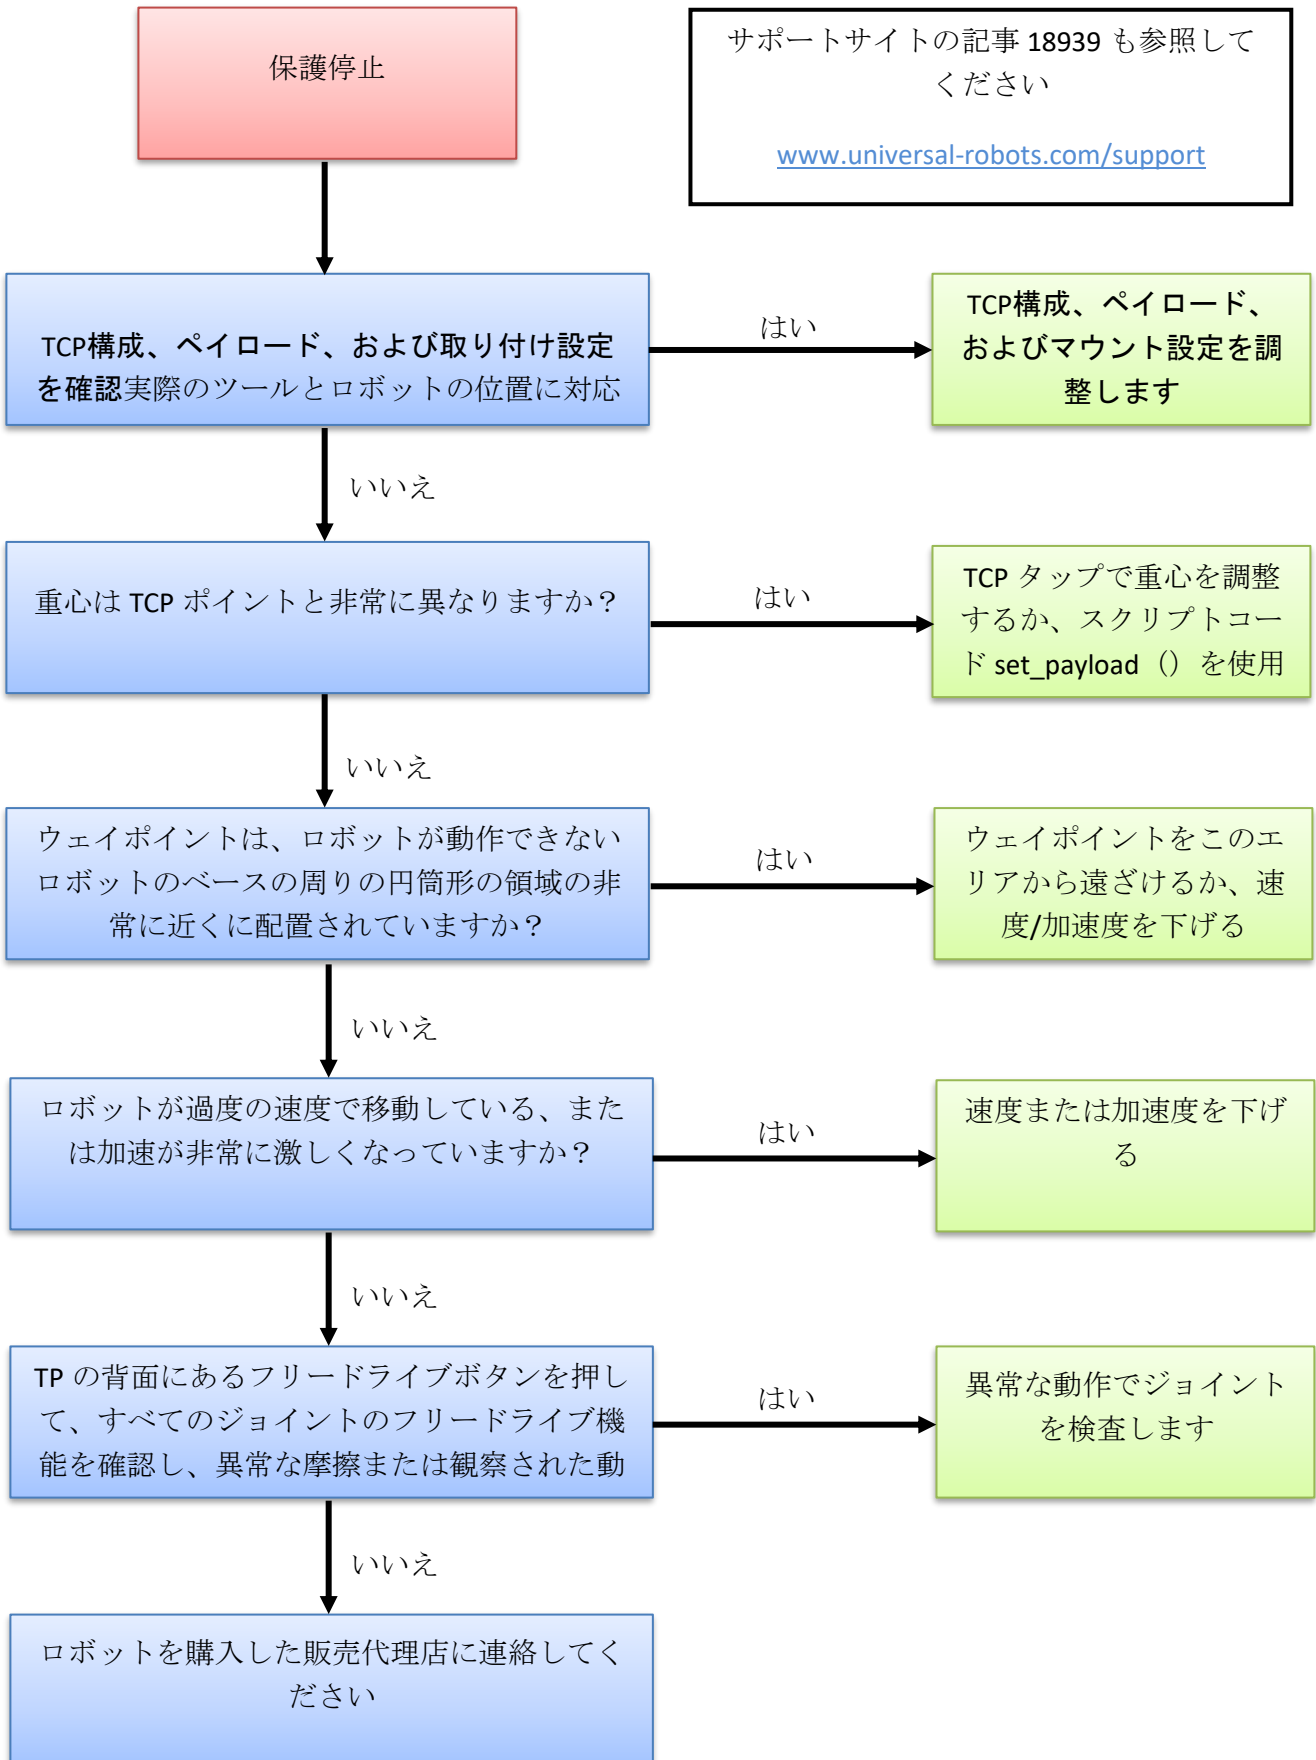 保護停止
サポートサイトの記事 18939 も参照して
ください
www.universal-robots.com/support
TCP構成、ペイロード、および取り付け設定
を確認実際のツールとロボットの位置に対応
はい
TCP構成、ペイロード、
およびマウント設定を調
整します
いいえ
重心は TCP ポイントと非常に異なりますか？
はい
TCP タップで重心を調整
するか、スクリプトコー
ド set_payload（）を使用
いいえ
ウェイポイントは、ロボットが動作できない
ロボットのベースの周りの円筒形の領域の非
常に近くに配置されていますか？
はい
ウェイポイントをこのエ
リアから遠ざけるか、速
度/加速度を下げる
いいえ
ロボットが過度の速度で移動している、また
は加速が非常に激しくなっていますか？
はい
速度または加速度を下げ
る
いいえ
TP の背面にあるフリードライブボタンを押し
て、すべてのジョイントのフリードライブ機
能を確認し、異常な摩擦または観察された動
はい
異常な動作でジョイント
を検査します
いいえ
ロボットを購入した販売代理店に連絡してく
ださい